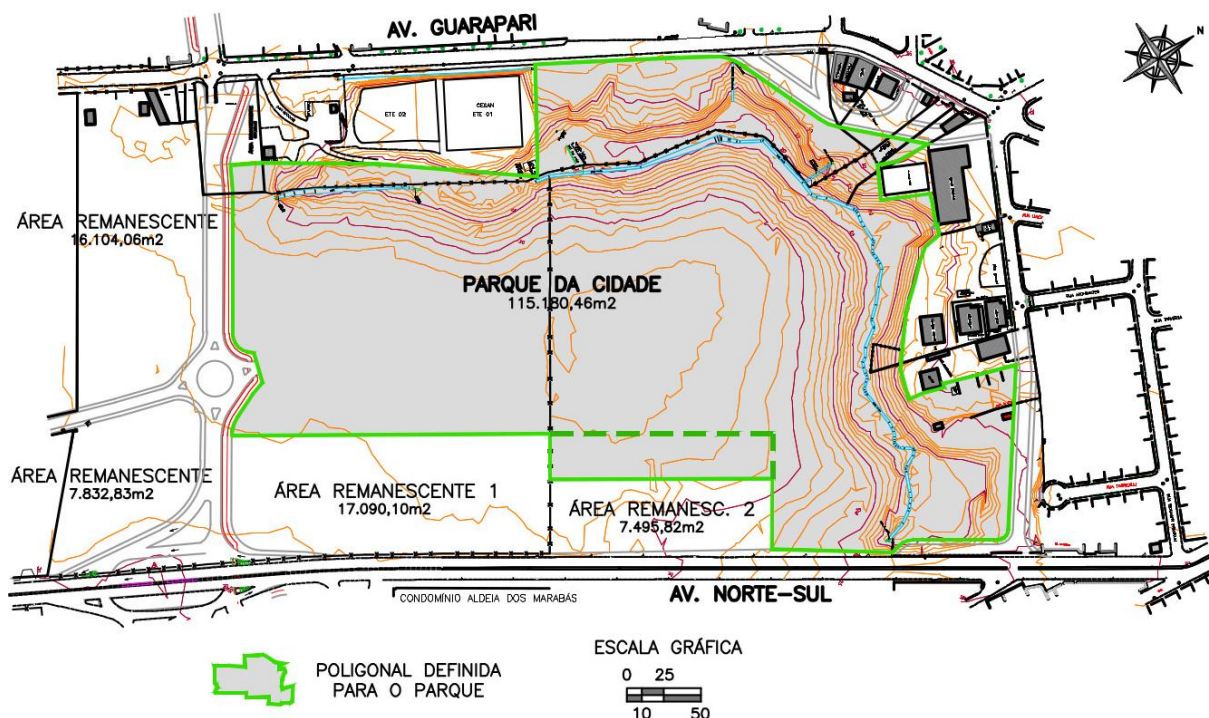 AV. GUARAPARI
N
ETE 02
CESAN
ETE 01
ÁREA REMANESCENTE
16.104,06m2
PARQUE DA CIDADE
115.180,46m2
ÁREA REMANESCENTE
7.832,83m2
ÁREA REMANESCENTE 1
17.090,10m2
ÁREA REMANESC. 2
7.495,82m2
CONDOMÍNIO ALDEIA DOS MARABÁS
AV. NORTE-SUL
POLIGONAL DEFINIDA
PARA O PARQUE
ESCALA GRÁFICA
0 25
10 50